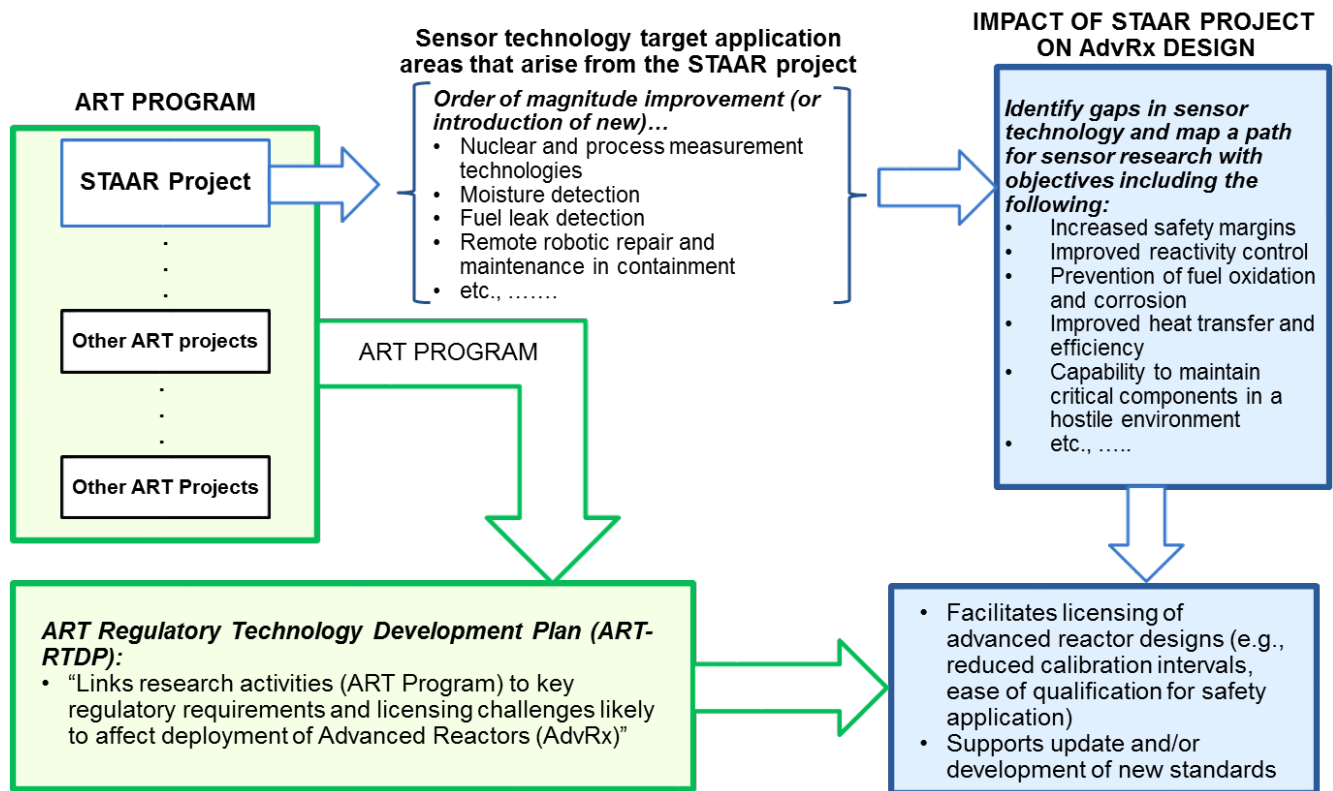 ART PROGRAM
STAAR Project
.
.
.
.
Other ART projects
.
.
.
Other ART Projects
Sensor technology target application
areas that arise from the STAAR project
Order of magnitude improvement (or
introduction of new)…
• Nuclear and process measurement
technologies
• Moisture detection
• Fuel leak detection
• Remote robotic repair and
maintenance in containment
• etc., …….
IMPACT OF STAAR PROJECT
ON AdvRx DESIGN
Identify gaps in sensor
technology and map a path
for sensor research with
objectives including the
following:
• Increased safety margins
• Improved reactivity control
• Prevention of fuel oxidation
and corrosion
• Improved heat transfer and
efficiency
• Capability to maintain
critical components in a
hostile environment
• etc., …..
ART PROGRAM
ART Regulatory Technology Development Plan (ART-
RTDP):
• “Links research activities (ART Program) to key
regulatory requirements and licensing challenges likely
to affect deployment of Advanced Reactors (AdvRx)”
• Facilitates licensing of
advanced reactor designs (e.g.,
reduced calibration intervals,
ease of qualification for safety
application)
• Supports update and/or
development of new standards